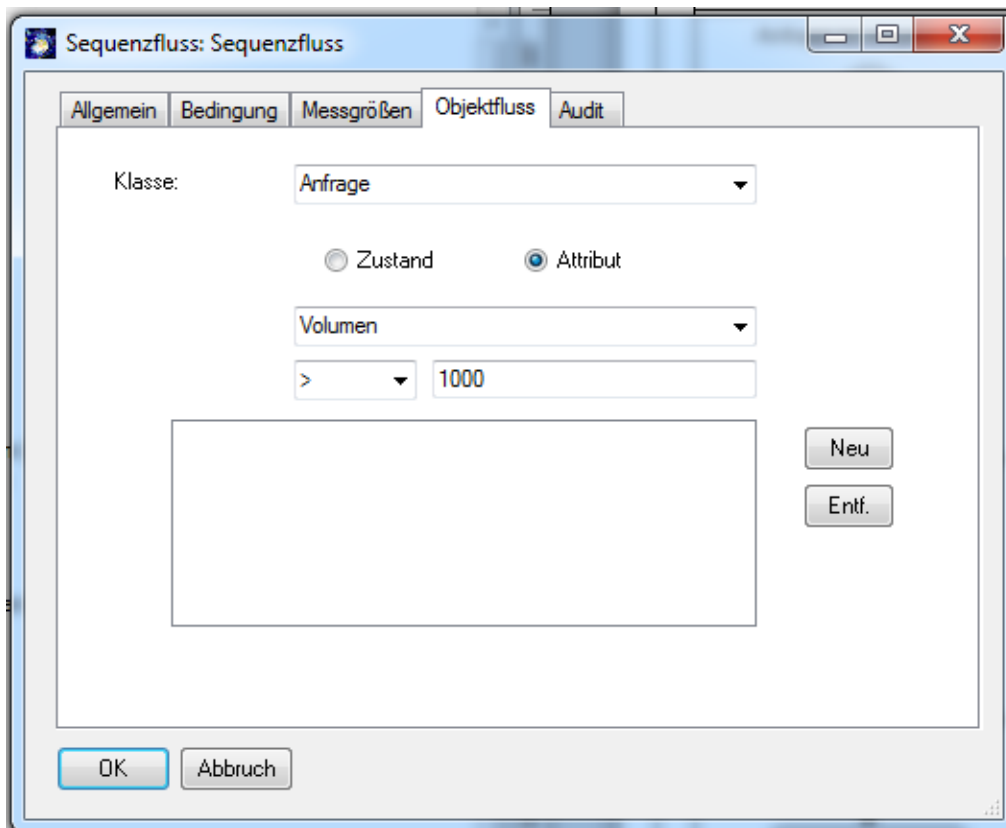 Sequenzfluss: Sequenzfluss
Allgemein Bedingung Messgrößen Objektfluss Audit
Klasse: Anfrage
Zustand Attribut
Volumen
> 1000
Neu
Entf.
OK Abbruch